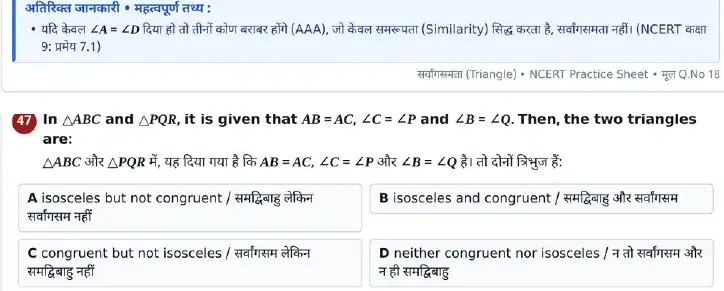 अतिरिक्त जानकारी • महत्वपूर्ण तथ्य :
• यदि केवल ∠A = ∠D दिया हो तो तीनों कोण बराबर होंगे (AAA), जो केवल समरूपता (Similarity) सिद्ध करता है, सर्वांगसमता नहीं। (NCERT कक्षा
9: प्रमेय 7.1)
सर्वांगसमता (Triangle) • NCERT Practice Sheet • मूल Q.No 18
47 In △ABC and △PQR, it is given that AB = AC, ∠C = ∠P and ∠B = ∠Q. Then, the two triangles
are:
△ABC और △PQR में, यह दिया गया है कि AB = AC, ∠C = ∠P और ∠B = ∠Q है। तो दोनों त्रिभुज हैं:
A isosceles but not congruent / समद्विबाहु लेकिन
सर्वांगसम नहीं
B isosceles and congruent / समद्विबाहु और सर्वांगसम
C congruent but not isosceles / सर्वांगसम लेकिन
समद्विबाहु नहीं
D neither congruent nor isosceles / न तो सर्वांगसम और
न ही समद्विबाहु